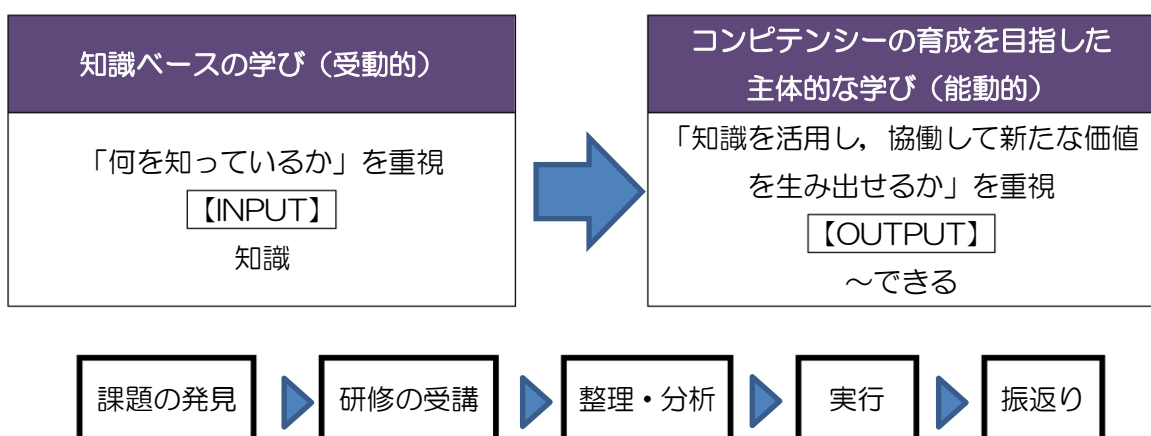 知識ベースの学び（受動的）
「何を知っているか」を重視
【INPUT】
知識
コンピテンシーの育成を目指した
主体的な学び（能動的）
「知識を活用し，協働して新たな価値
を生み出せるか」を重視
【OUTPUT】
～できる
課題の発見
研修の受講
整理・分析
実行
振返り